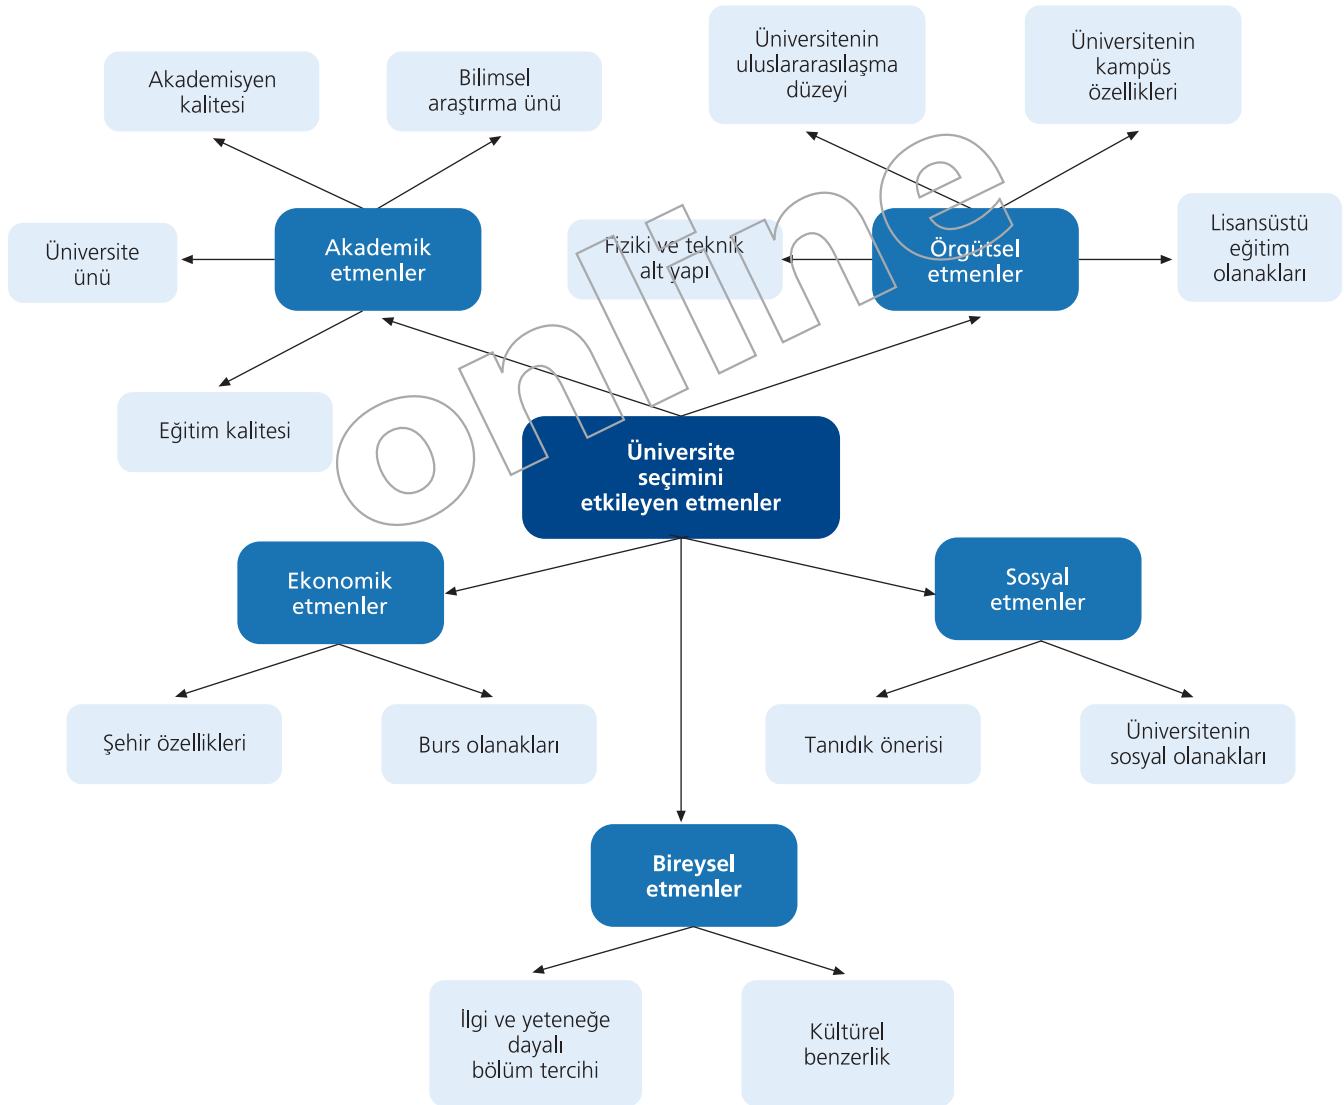 Akademisyen
kalitesi
Bilimsel
araştırma ünü
Üniversitenin
uluslararasılaşma
düzeyi
Üniversitenin
kampüs
özellikleri
Üniversite
ünü
Akademik
etmenler
Fiziki ve teknik
alt yapı
Örgütsel
etmenler
Lisansüstü
eğitim
olanakları
Eğitim kalitesi
online
Üniversite
seçimini
etkileyen etmenler
Ekonomik
etmenler
Sosyal
etmenler
Şehir özellikleri
Burs olanakları
Tanıdık önerisi
Üniversitenin
sosyal olanakları
Bireysel
etmenler
İlgi ve yeteneğe
dayalı
bölüm tercihi
Kültürel
benzerlik